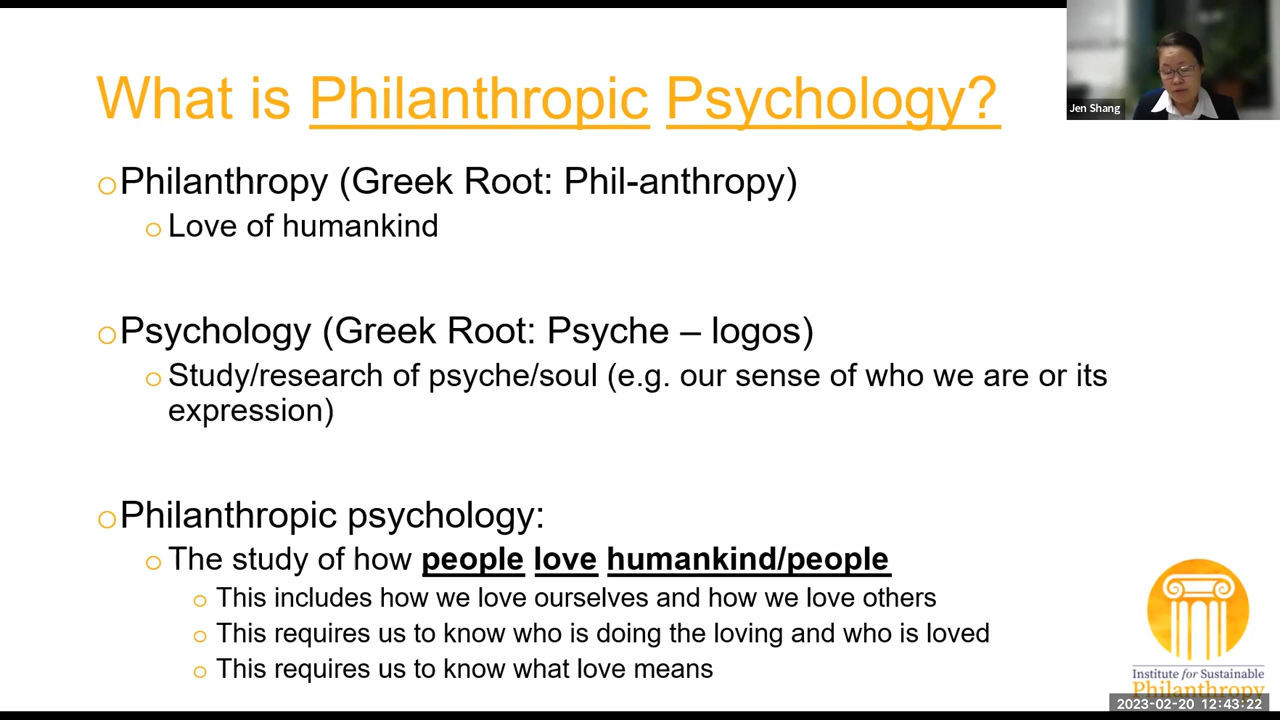 What is Philanthropic Psychology?
Jen Shang
oPhilanthropy (Greek Root: Phil-anthropy)
o Love of humankind
oPsychology (Greek Root: Psyche – logos)
o Study/research of psyche/soul (e.g. our sense of who we are or its
expression)
oPhilanthropic psychology:
o The study of how people love humankind/people
o This includes how we love ourselves and how we love others
o This requires us to know who is doing the loving and who is loved
o This requires us to know what love means
Institute for Sustainable
Philanthropy
2023-02-20 12:43:22